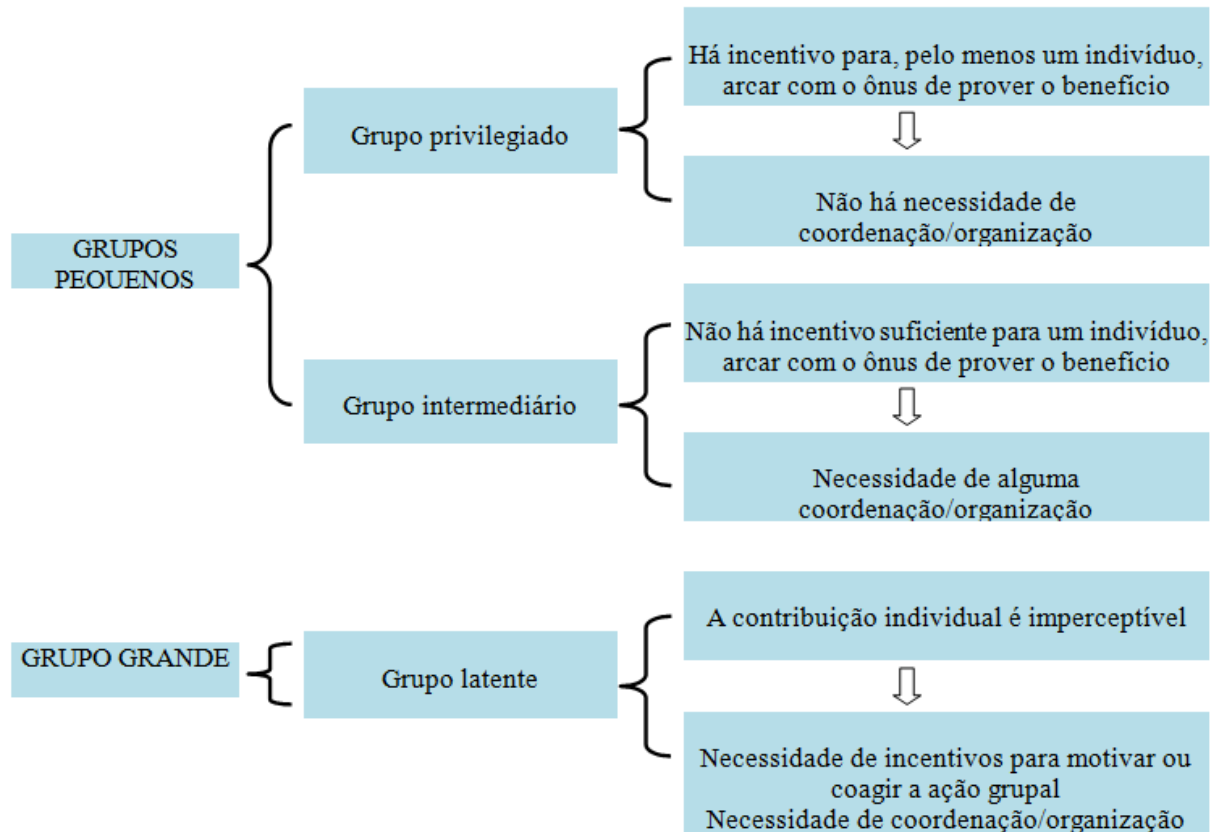 Há incentivo para, pelo menos um indivíduo,
arcar com o ônus de prover o benefício
Grupo privilegiado
Não há necessidade de
coordenação/organização
GRUPOS
PEQUENOS
Não há incentivo suficiente para um indivíduo,
arcar com o ônus de prover o benefício
Grupo intermediário
Necessidade de alguma
coordenação/organização
A contribuição individual é imperceptível
GRUPO GRANDE
Grupo latente
Necessidade de incentivos para motivar ou
coagir a ação grupal
Necessidade de coordenação/organização